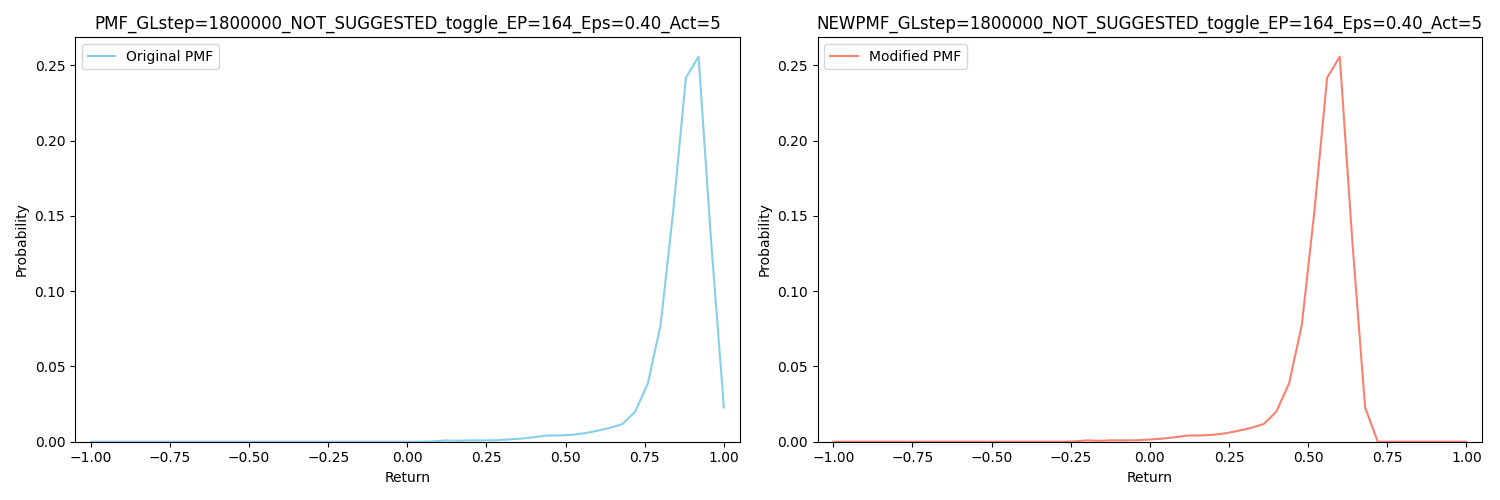 PMF_GLstep=1800000_NOT_SUGGESTED_toggle_EP=164_Eps=0.40_Act=5
Original PMF
Probability
0.25
0.20
0.15
0.10
0.05
0.00
−1.00 −0.75 −0.50 −0.25 0.00 0.25 0.50 0.75 1.00
Return
NEWPMF_GLstep=1800000_NOT_SUGGESTED_toggle_EP=164_Eps=0.40_Act=5
Modified PMF
Probability
0.25
0.20
0.15
0.10
0.05
0.00
−1.00 −0.75 −0.50 −0.25 0.00 0.25 0.50 0.75 1.00
Return